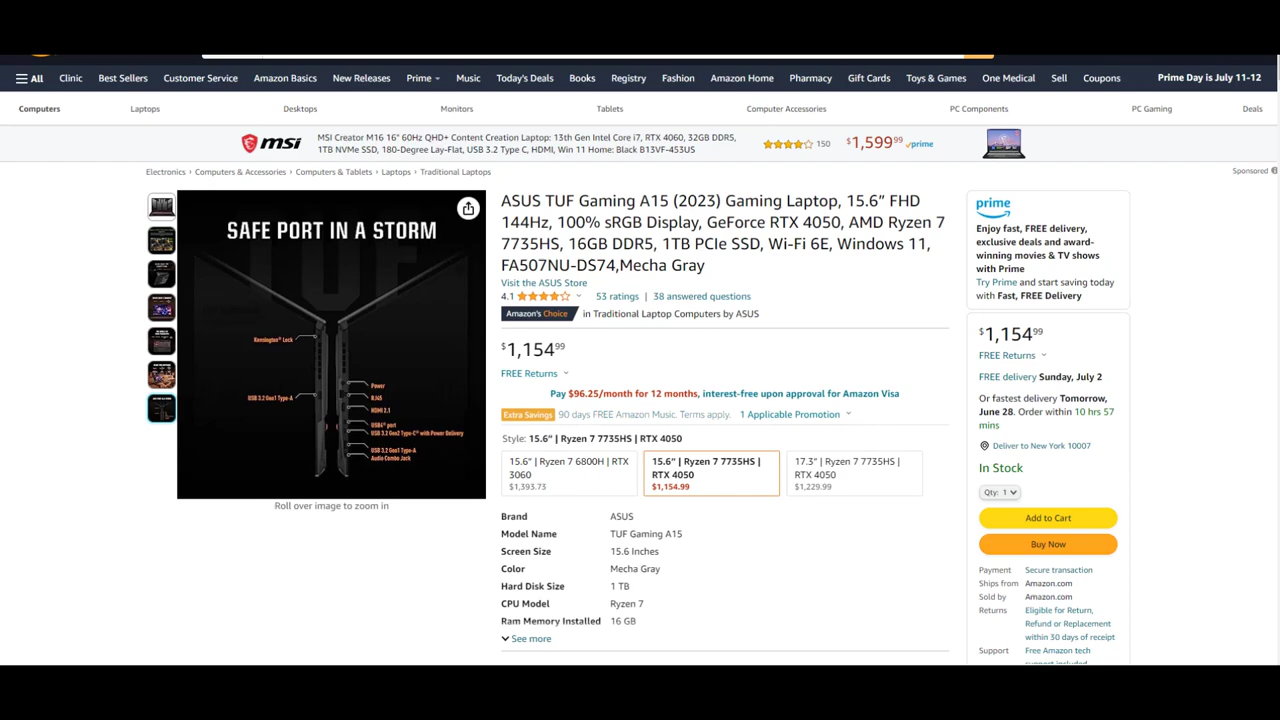 All
Clinic
Best Sellers
Customer Service
Amazon Basics
New Releases
Prime
Music
Today's Deals
Books
Registry
Fashion
Amazon Home
Pharmacy
Gift Cards
Toys & Games
One Medical
Sell
Coupons
Prime Day is July 11-12
Computers
Laptops
Desktops
Monitors
Tablets
Computer Accessories
PC Components
PC Gaming
Deals
msi
MSI Creator M16 16" 60Hz QHD+ Content Creation Laptop: 13th Gen Intel Core i7, RTX 4060, 32GB DDR5,
1TB NVMe SSD, 180-Degree Lay-Flat, USB 3.2 Type C, HDMI, Win 11 Home: Black B13VF-453US
150
$1,599.99
prime
Sponsored
Electronics › Computers & Accessories › Computers & Tablets › Laptops › Traditional Laptops
SAFE PORT IN A STORM
Kensington® Lock
USB 3.2 Gen1 Type-A
Power
RJ45
HDMI 2.1
USB4® port
USB 3.2 Gen2 Type-C® with Power Delivery
USB 3.2 Gen1 Type-A
Audio Combo Jack
Roll over image to zoom in
ASUS TUF Gaming A15 (2023) Gaming Laptop, 15.6” FHD
144Hz, 100% sRGB Display, GeForce RTX 4050, AMD Ryzen 7
7735HS, 16GB DDR5, 1TB PCIe SSD, Wi-Fi 6E, Windows 11,
FA507NU-DS74,Mecha Gray
Visit the ASUS Store
4.1
53 ratings | 38 answered questions
Amazon's Choice in Traditional Laptop Computers by ASUS
$1,154.99
FREE Returns
Pay $96.25/month for 12 months, interest-free upon approval for Amazon Visa
Extra Savings 90 days FREE Amazon Music. Terms apply. 1 Applicable Promotion
Style: 15.6” | Ryzen 7 7735HS | RTX 4050
15.6” | Ryzen 7 6800H | RTX
3060
$1,393.73
15.6” | Ryzen 7 7735HS |
RTX 4050
$1,154.99
17.3” | Ryzen 7 7735HS |
RTX 4050
$1,229.99
Brand ASUS
Model Name TUF Gaming A15
Screen Size 15.6 Inches
Color Mecha Gray
Hard Disk Size 1 TB
CPU Model Ryzen 7
Ram Memory Installed 16 GB
See more
prime
Enjoy fast, FREE delivery,
exclusive deals and award-
winning movies & TV shows
with Prime
Try Prime and start saving today
with Fast, FREE Delivery
$1,154.99
FREE Returns
FREE delivery Sunday, July 2
Or fastest delivery Tomorrow,
June 28. Order within 10 hrs 57
mins
Deliver to New York 10007
In Stock
Qty: 1
Add to Cart
Buy Now
Payment Secure transaction
Ships from Amazon.com
Sold by Amazon.com
Returns Eligible for Return,
Refund or Replacement
within 30 days of receipt
Support Free Amazon tech
support included